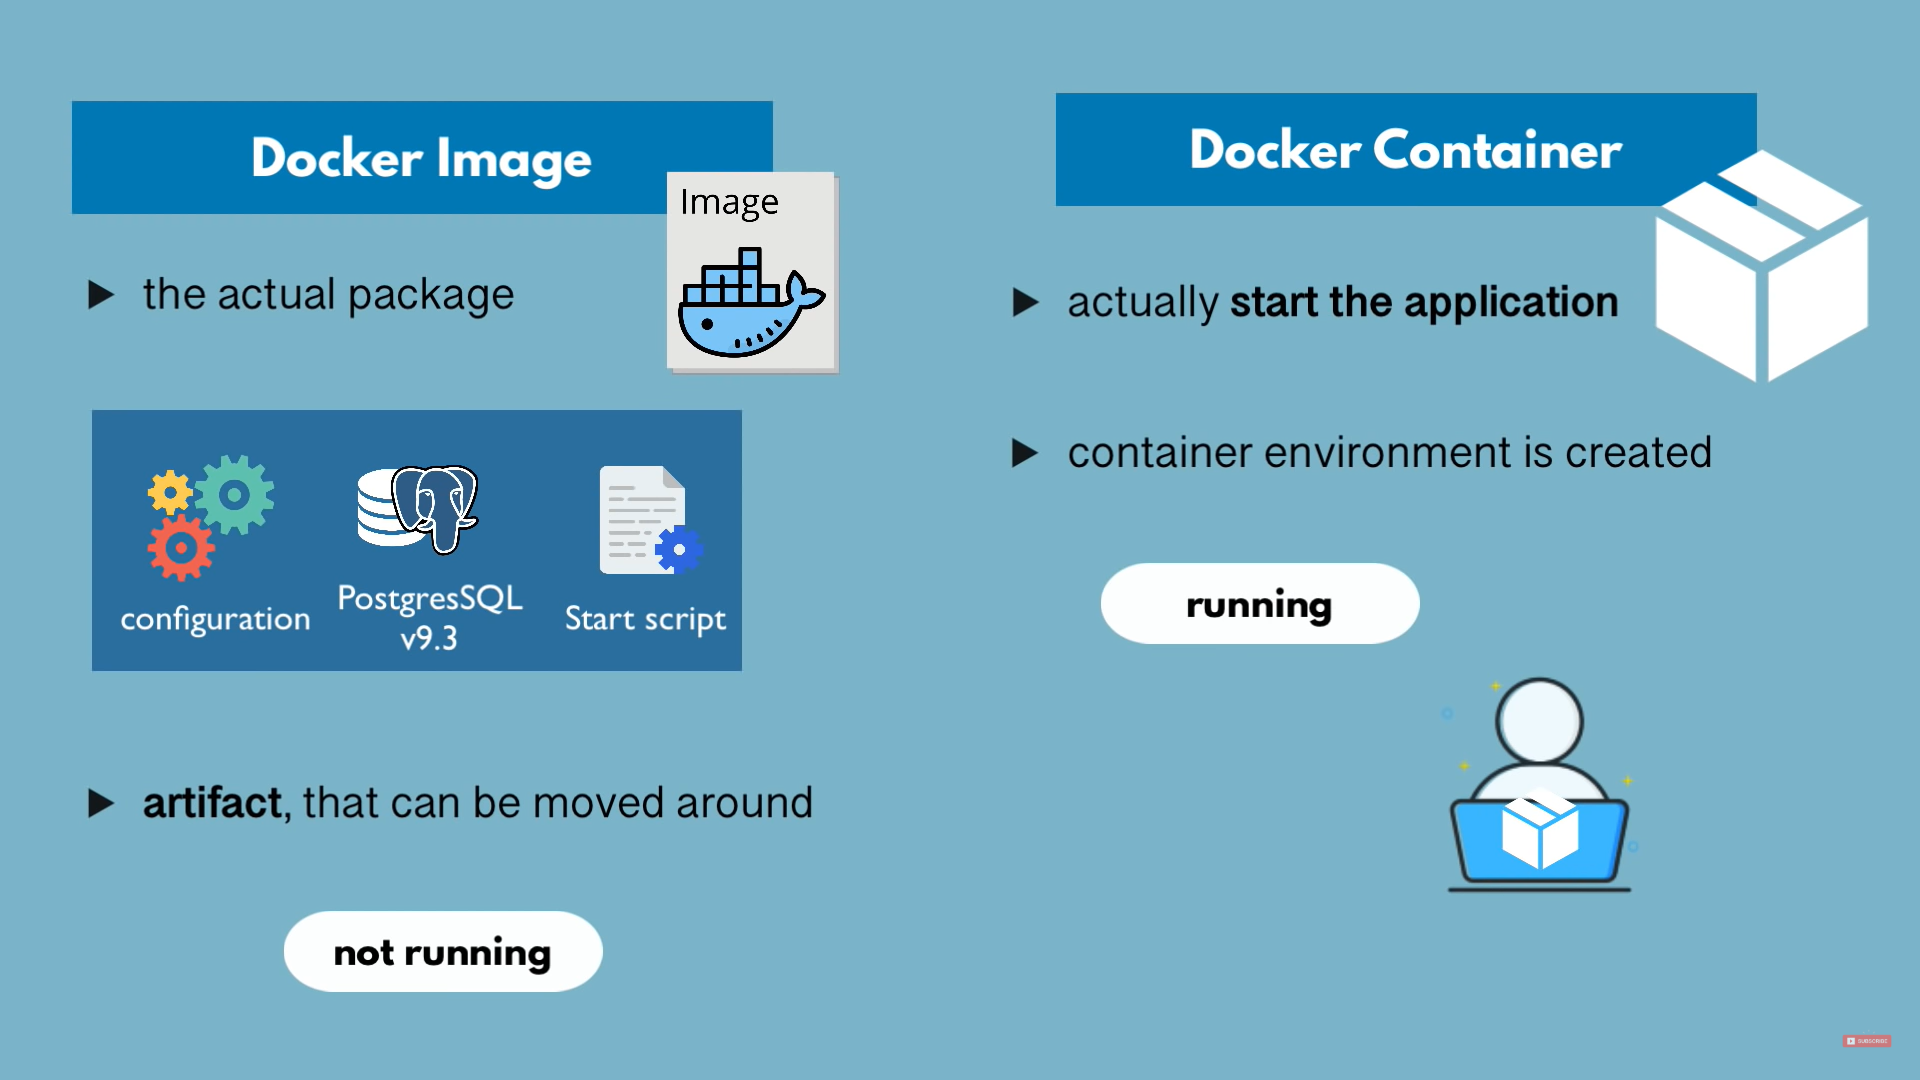 Docker Image
Image
the actual package
configuration
PostgresSQL
v9.3
Start script
artifact, that can be moved around
not running
Docker Container
actually start the application
container environment is created
running
SUBSCRIBE